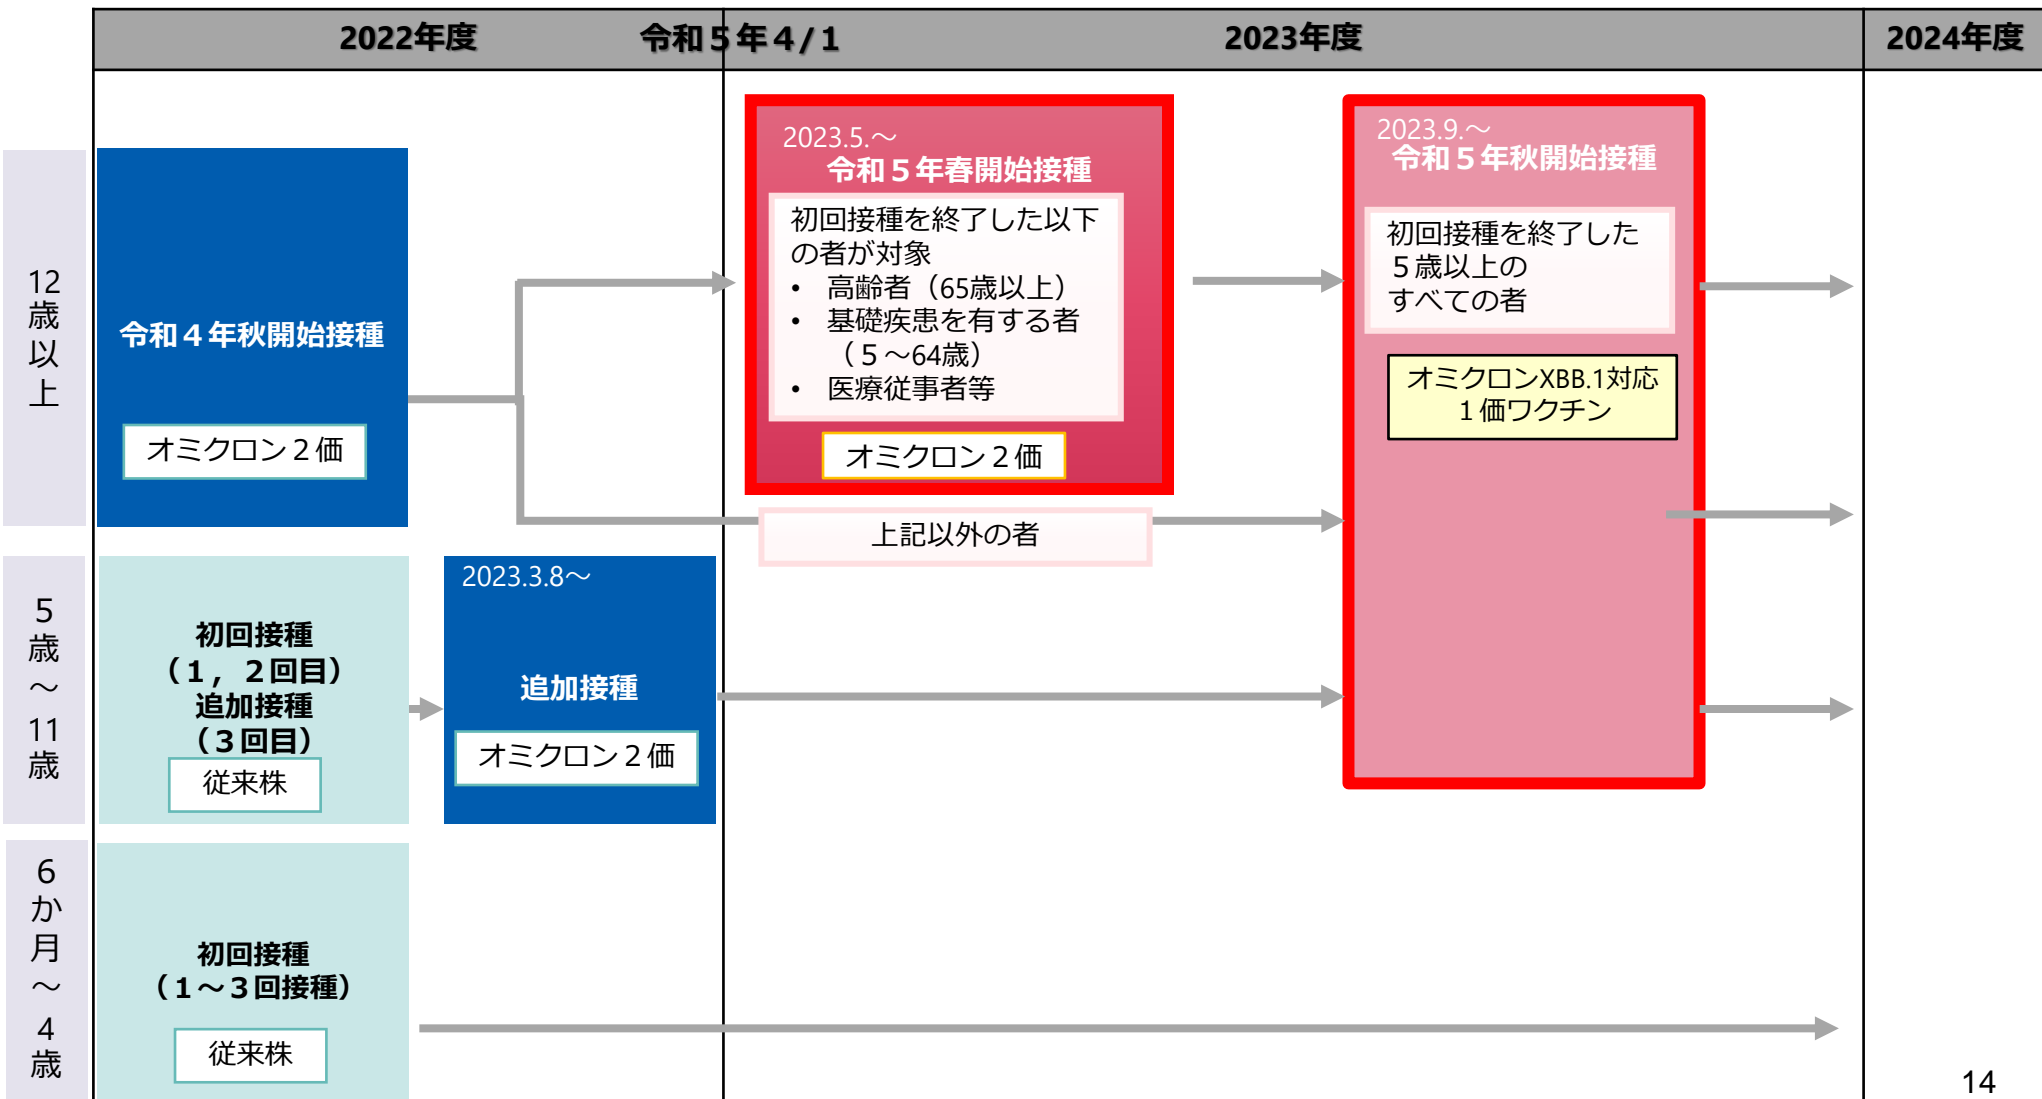 2022年度
令和５年４/１
2023年度
2024年度
12歳以上
令和４年秋開始接種
オミクロン２価
2023.5.～
令和５年春開始接種
初回接種を終了した以下
の者が対象
• 高齢者（65歳以上）
• 基礎疾患を有する者
（５～64歳）
• 医療従事者等
オミクロン２価
上記以外の者
2023.9.～
令和５年秋開始接種
初回接種を終了した
５歳以上の
すべての者
オミクロンXBB.1対応
１価ワクチン
5歳～11歳
初回接種
（１，２回目）
追加接種
（３回目）
従来株
2023.3.8～
追加接種
オミクロン２価
6か月～4歳
初回接種
（１～３回接種）
従来株
14